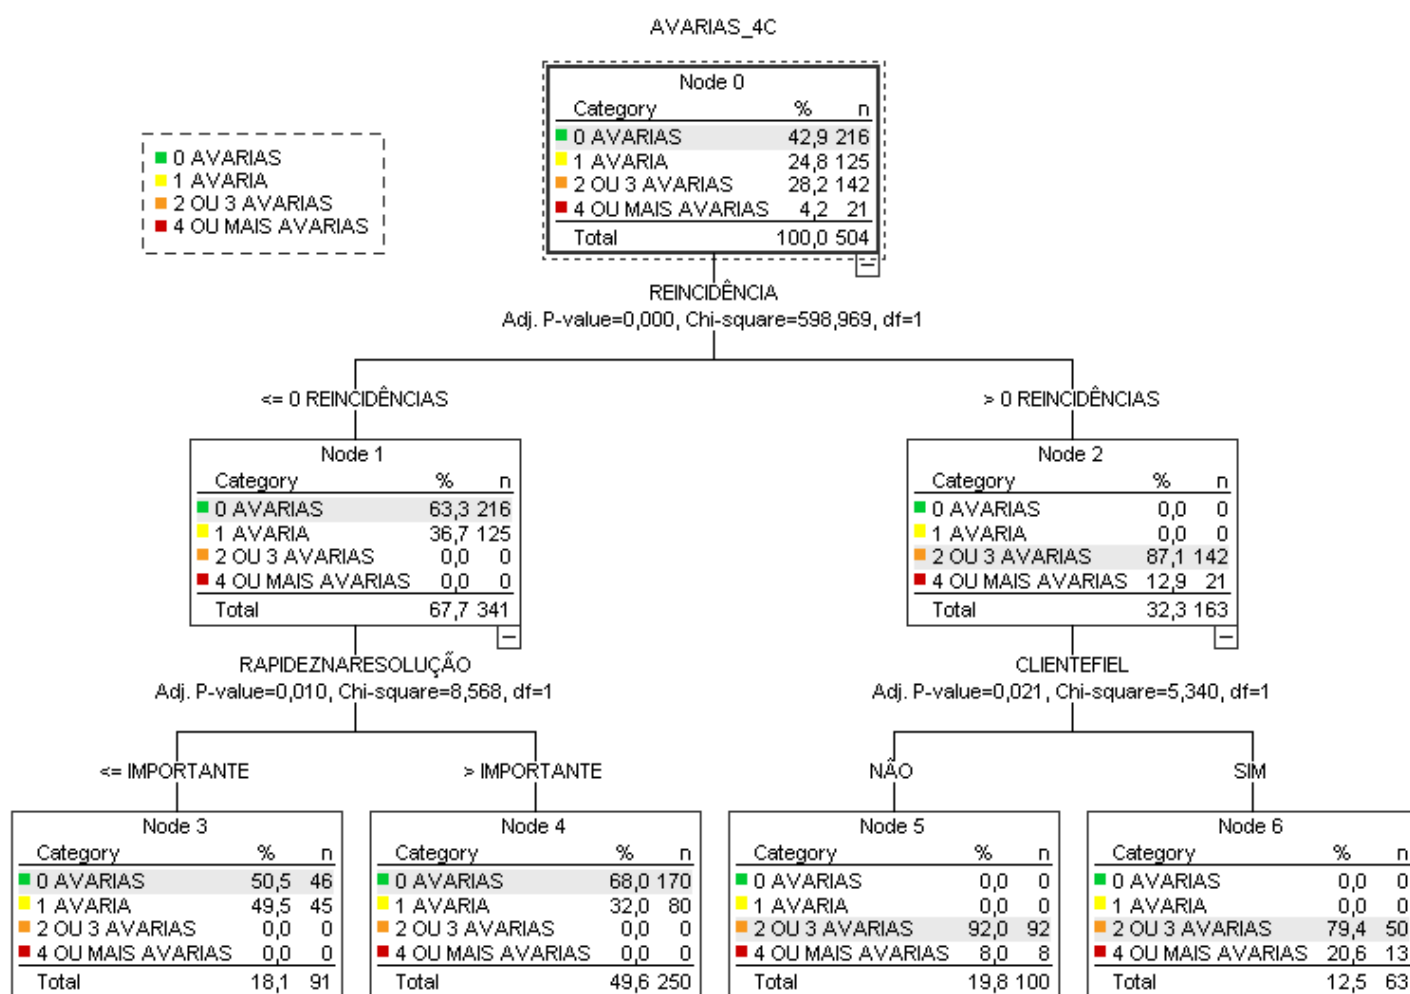 AVARIAS_4C
Node 0
Category % n
0 AVARIAS 42,9 216
1 AVARIA 24,8 125
2 OU 3 AVARIAS 28,2 142
4 OU MAIS AVARIAS 4,2 21
Total 100,0 504
0 AVARIAS
1 AVARIA
2 OU 3 AVARIAS
4 OU MAIS AVARIAS
REINCIDÊNCIA
Adj. P-value=0,000, Chi-square=598,969, df=1
<= 0 REINCIDÊNCIAS
> 0 REINCIDÊNCIAS
Node 1
Category % n
0 AVARIAS 63,3 216
1 AVARIA 36,7 125
2 OU 3 AVARIAS 0,0 0
4 OU MAIS AVARIAS 0,0 0
Total 67,7 341
Node 2
Category % n
0 AVARIAS 0,0 0
1 AVARIA 0,0 0
2 OU 3 AVARIAS 87,1 142
4 OU MAIS AVARIAS 12,9 21
Total 32,3 163
RAPIDEZNARESOLUÇÃO
Adj. P-value=0,010, Chi-square=8,568, df=1
CLIENTEFIEL
Adj. P-value=0,021, Chi-square=5,340, df=1
<= IMPORTANTE
> IMPORTANTE
NÃO
SIM
Node 3
Category % n
0 AVARIAS 50,5 46
1 AVARIA 49,5 45
2 OU 3 AVARIAS 0,0 0
4 OU MAIS AVARIAS 0,0 0
Total 18,1 91
Node 4
Category % n
0 AVARIAS 68,0 170
1 AVARIA 32,0 80
2 OU 3 AVARIAS 0,0 0
4 OU MAIS AVARIAS 0,0 0
Total 49,6 250
Node 5
Category % n
0 AVARIAS 0,0 0
1 AVARIA 0,0 0
2 OU 3 AVARIAS 92,0 92
4 OU MAIS AVARIAS 8,0 8
Total 19,8 100
Node 6
Category % n
0 AVARIAS 0,0 0
1 AVARIA 0,0 0
2 OU 3 AVARIAS 79,4 50
4 OU MAIS AVARIAS 20,6 13
Total 12,5 63